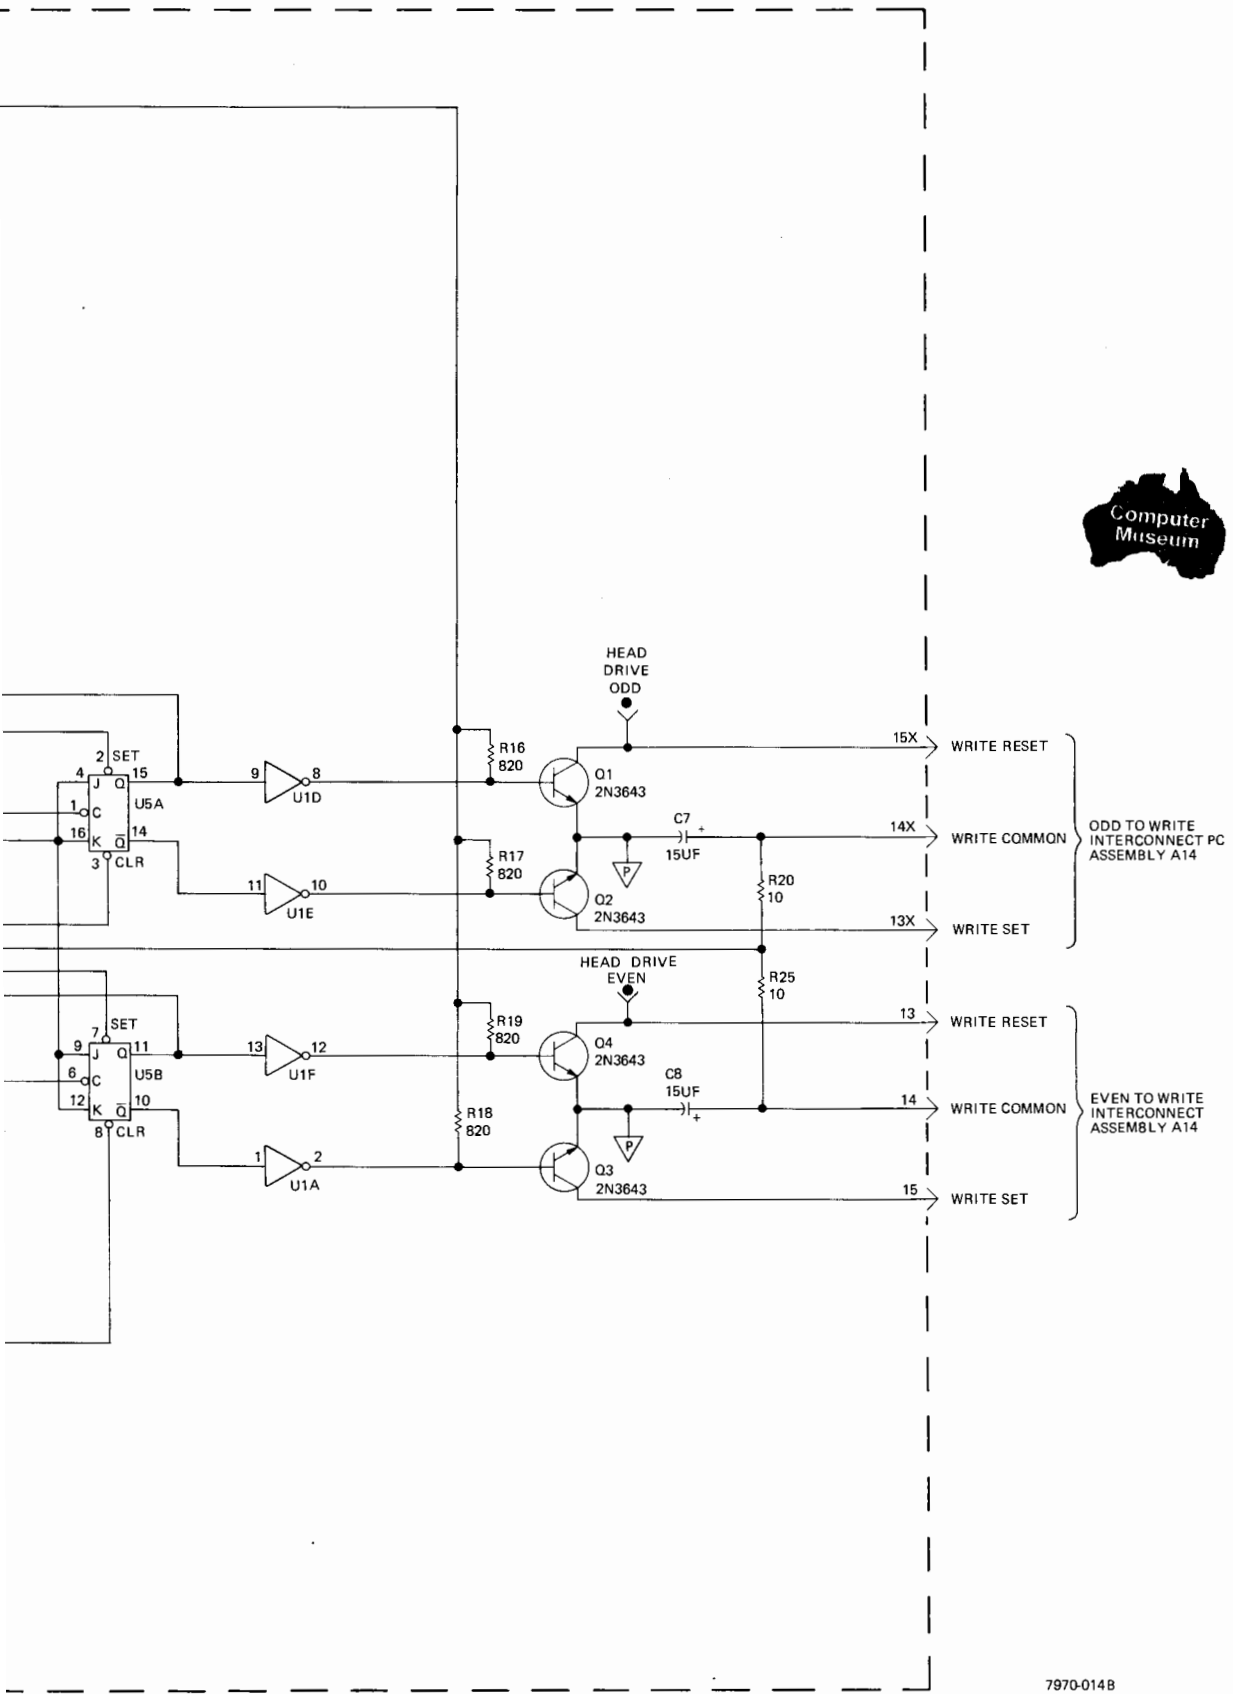 Computer
Museum
HEAD
DRIVE
ODD
15X
WRITE RESET
R16
820
2 SET
4
15
J Q
U5A
9
8
U1D
Q1
2N3643
1
C
C7
+
15UF
14X
WRITE COMMON
ODD TO WRITE
INTERCONNECT PC
ASSEMBLY A14
16
K Q̅
14
3 CLR
R17
820
P
R20
10
11
10
U1E
Q2
2N3643
13X
WRITE SET
HEAD DRIVE
EVEN
R25
10
13
WRITE RESET
R19
820
7 SET
9
11
J Q
U5B
13
12
U1F
Q4
2N3643
6
C
C8
15UF
+
14
WRITE COMMON
EVEN TO WRITE
INTERCONNECT
ASSEMBLY A14
12
K Q̅
10
8 CLR
R18
820
P
1
2
U1A
Q3
2N3643
15
WRITE SET
7970-014B